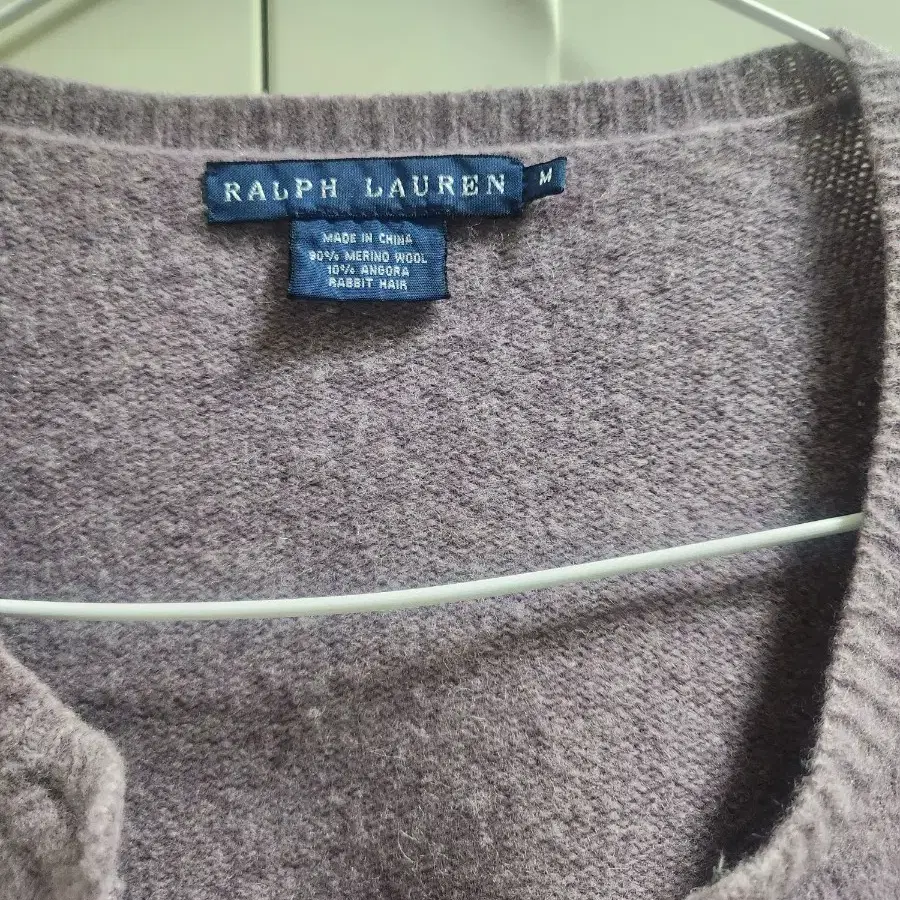 RALPH LAUREN
M
MADE IN CHINA
90% MERINO WOOL
10% ANGORA
RABBIT HAIR